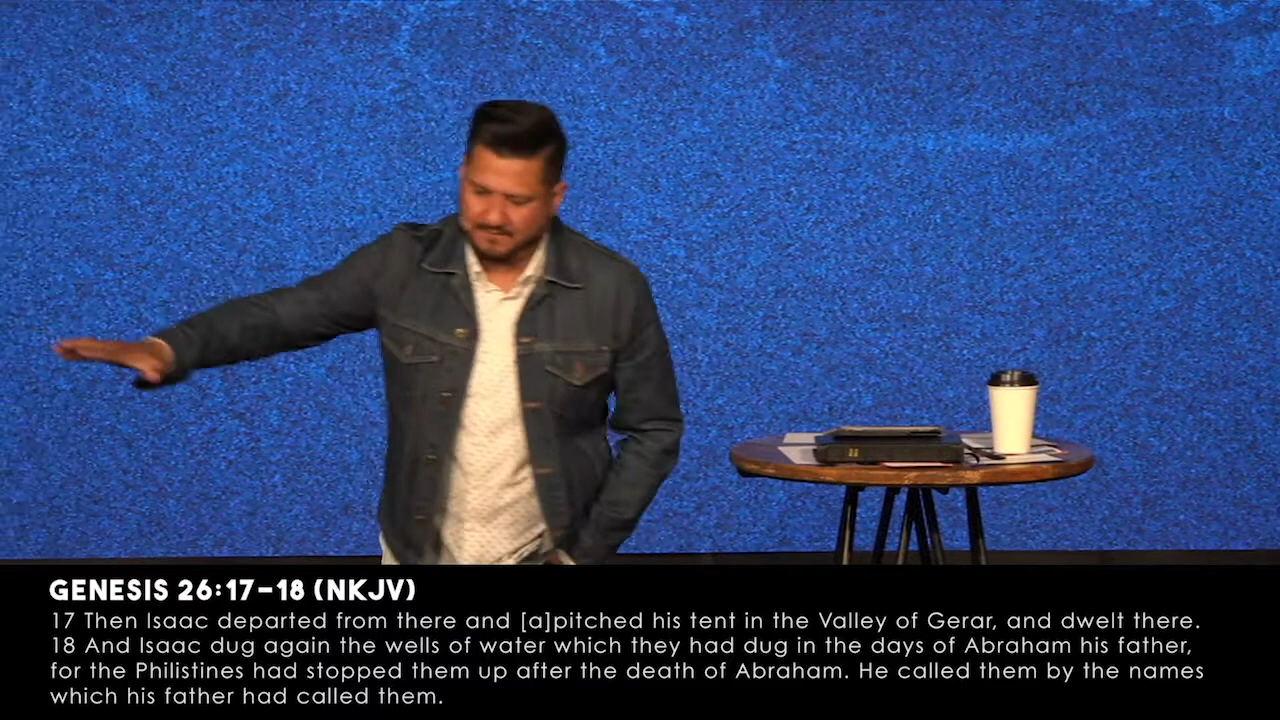 GENESIS 26:17-18 (NKJV)
17 Then Isaac departed from there and [a]pitched his tent in the Valley of Gerar, and dwelt there.
18 And Isaac dug again the wells of water which they had dug in the days of Abraham his father,
for the Philistines had stopped them up after the death of Abraham. He called them by the names
which his father had called them.